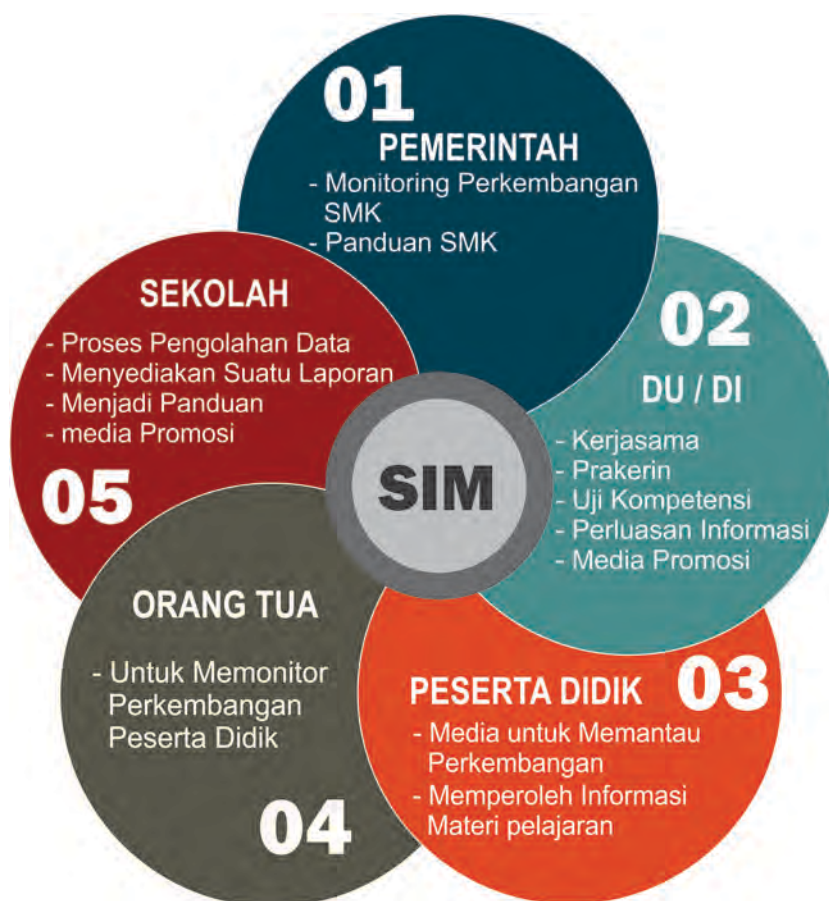 01
PEMERINTAH
- Monitoring Perkembangan
SMK
- Panduan SMK
02
DU / DI
- Kerjasama
- Prakerin
- Uji Kompetensi
- Perluasan Informasi
- Media Promosi
PESERTA DIDIK 03
- Media untuk Memantau
Perkembangan
- Memperoleh Informasi
Materi pelajaran
ORANG TUA
- Untuk Memonitor
Perkembangan
Peserta Didik
04
SEKOLAH
- Proses Pengolahan Data
- Menyediakan Suatu Laporan
- Menjadi Panduan
- media Promosi
05
SIM